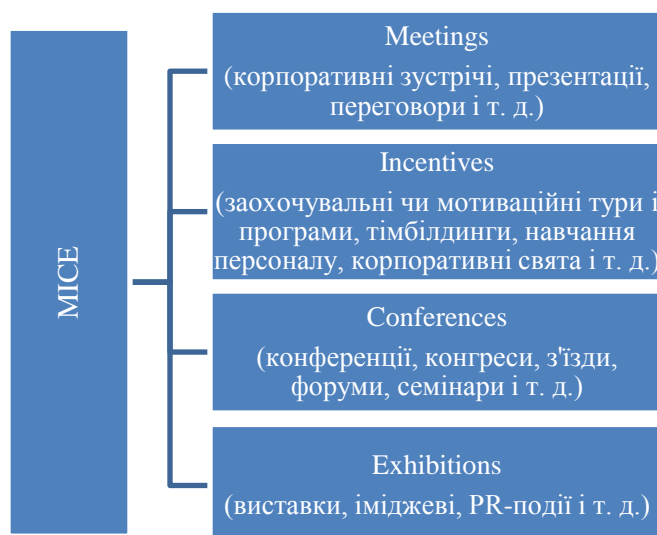 MICE
Meetings
(корпоративні зустрічі, презентації,
переговори і т. д.)
Incentives
(заохочувальні чи мотиваційні тури і
програми, тімбілдинги, навчання
персоналу, корпоративні свята і т. д.)
Conferences
(конференції, конгреси, з'їзди,
форуми, семінари і т. д.)
Exhibitions
(виставки, іміджеві, PR-події і т. д.)